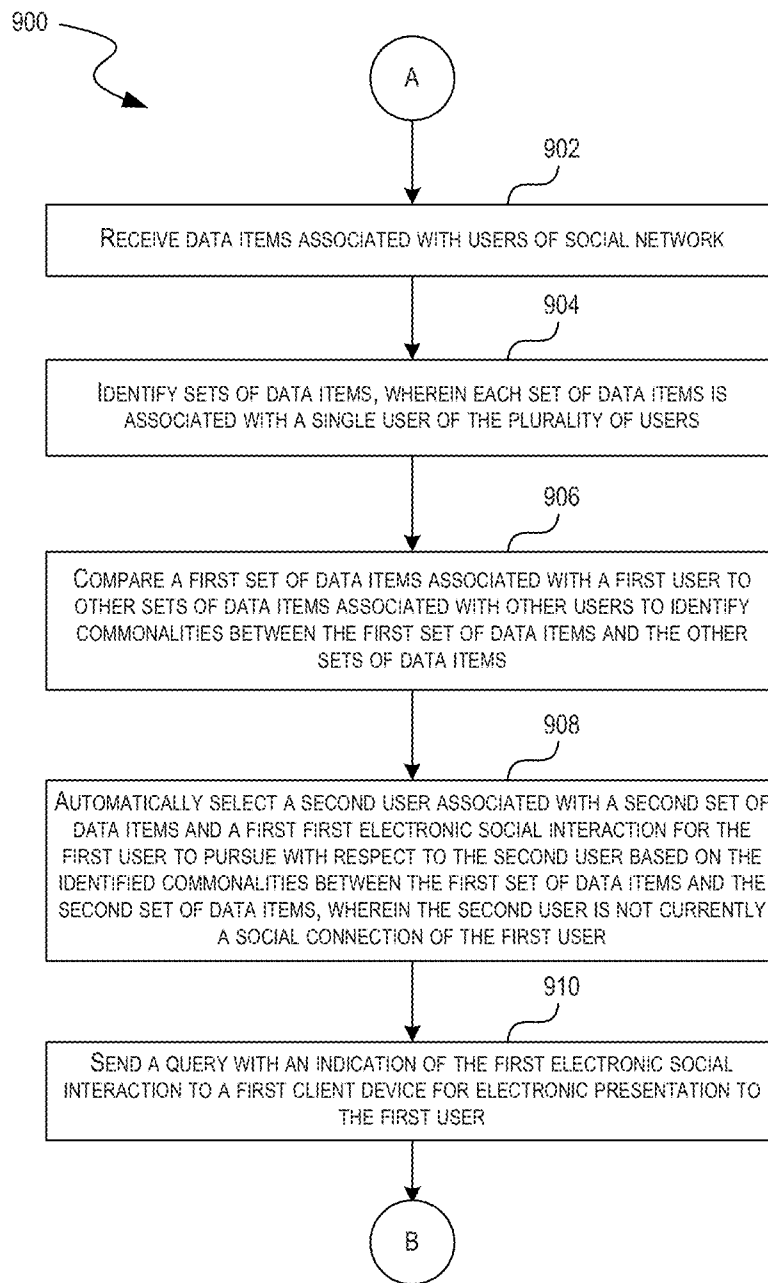 900
A
902
RECEIVE DATA ITEMS ASSOCIATED WITH USERS OF SOCIAL NETWORK
904
IDENTIFY SETS OF DATA ITEMS, WHEREIN EACH SET OF DATA ITEMS IS
ASSOCIATED WITH A SINGLE USER OF THE PLURALITY OF USERS
906
COMPARE A FIRST SET OF DATA ITEMS ASSOCIATED WITH A FIRST USER TO
OTHER SETS OF DATA ITEMS ASSOCIATED WITH OTHER USERS TO IDENTIFY
COMMONALITIES BETWEEN THE FIRST SET OF DATA ITEMS AND THE OTHER
SETS OF DATA ITEMS
908
AUTOMATICALLY SELECT A SECOND USER ASSOCIATED WITH A SECOND SET OF
DATA ITEMS AND A FIRST FIRST ELECTRONIC SOCIAL INTERACTION FOR THE
FIRST USER TO PURSUE WITH RESPECT TO THE SECOND USER BASED ON THE
IDENTIFIED COMMONALITIES BETWEEN THE FIRST SET OF DATA ITEMS AND THE
SECOND SET OF DATA ITEMS, WHEREIN THE SECOND USER IS NOT CURRENTLY
A SOCIAL CONNECTION OF THE FIRST USER
910
SEND A QUERY WITH AN INDICATION OF THE FIRST ELECTRONIC SOCIAL
INTERACTION TO A FIRST CLIENT DEVICE FOR ELECTRONIC PRESENTATION TO
THE FIRST USER
B